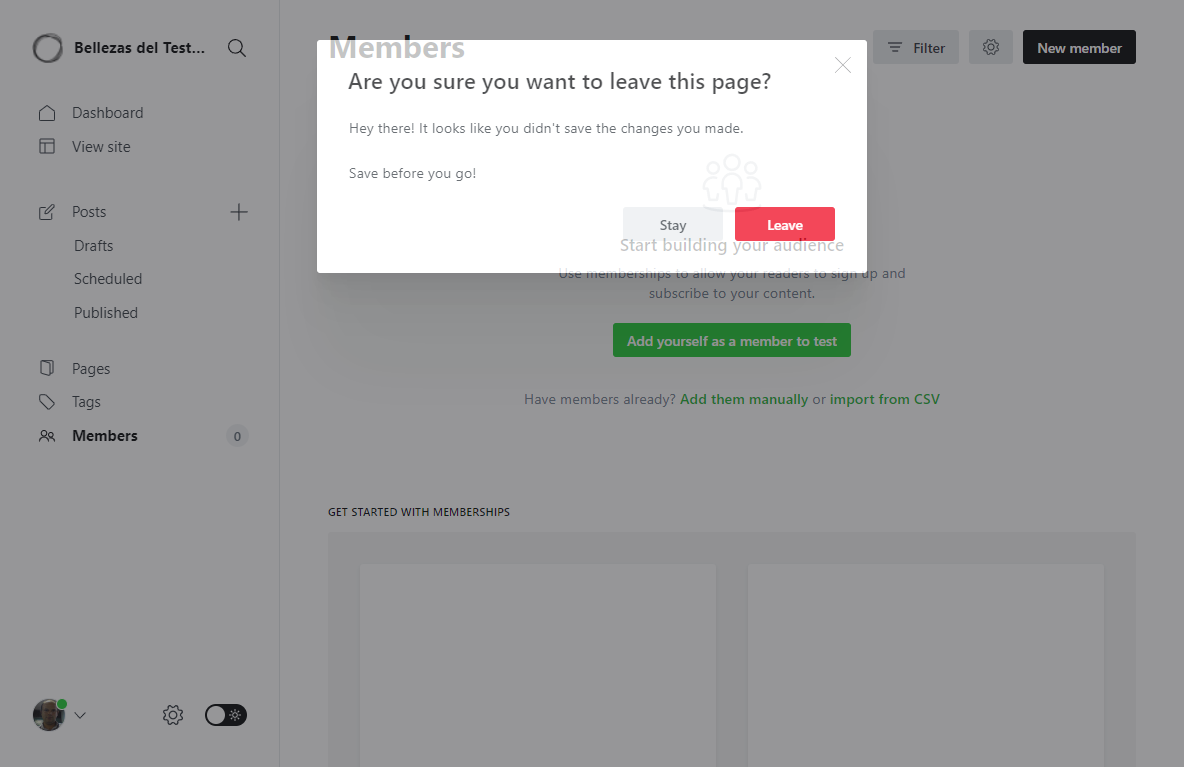 Bellezas del Test...
Dashboard
View site
Posts
Drafts
Scheduled
Published
Pages
Tags
Members
0
Members
Filter
New member
Are you sure you want to leave this page?
Hey there! It looks like you didn't save the changes you made.
Save before you go!
Stay
Leave
Start building your audience
Use memberships to allow your readers to sign up and
subscribe to your content.
Add yourself as a member to test
Have members already? Add them manually or import from CSV
GET STARTED WITH MEMBERSHIPS